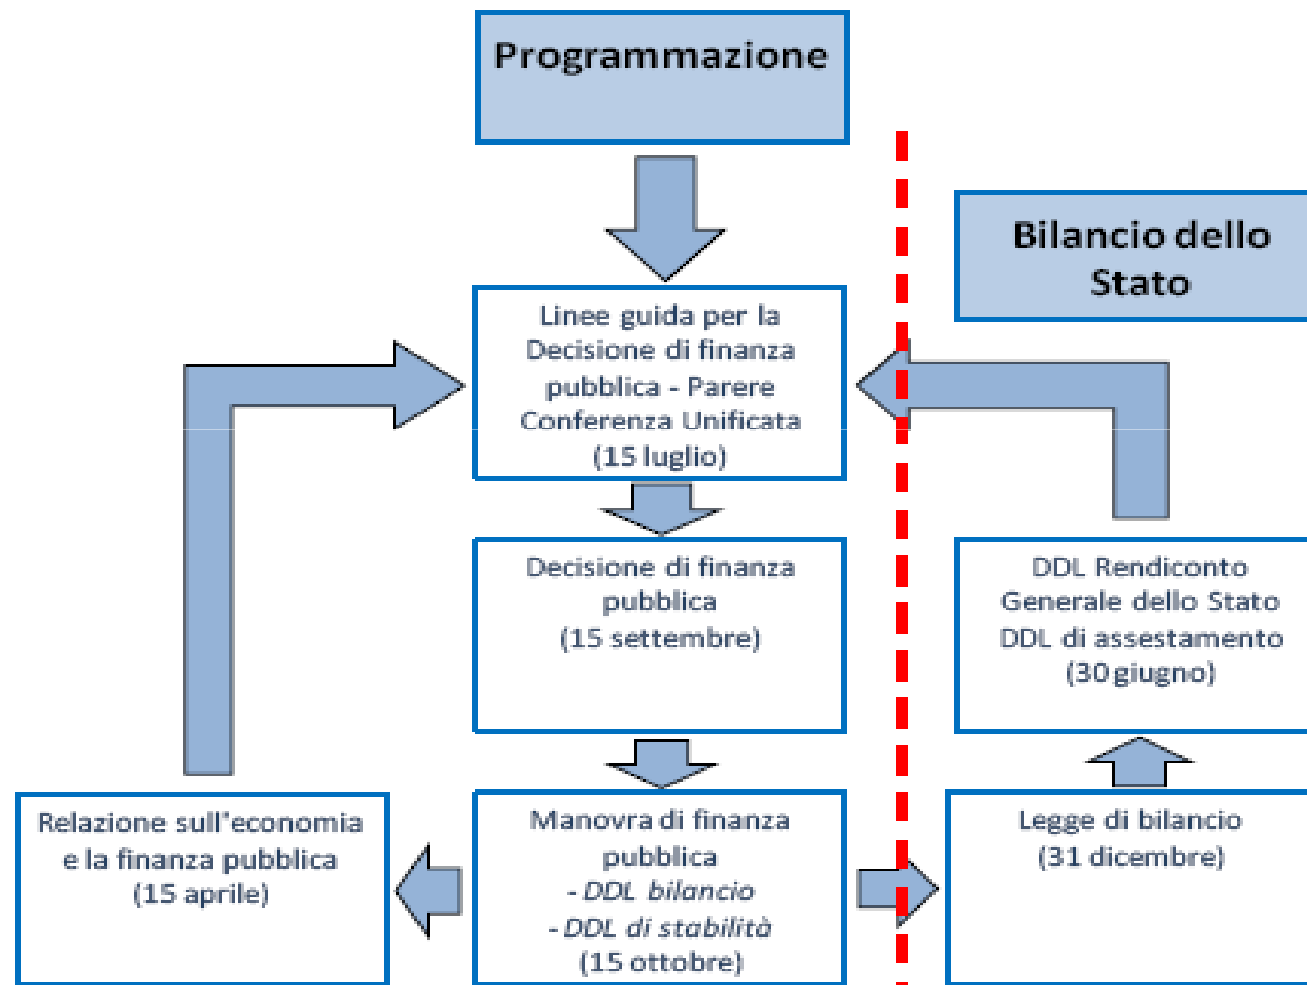 Programmazione
Bilancio dello
Stato
Linee guida per la
Decisione di finanza
pubblica - Parere
Conferenza Unificata
(15 luglio)
Decisione di finanza
pubblica
(15 settembre)
DDL Rendiconto
Generale dello Stato
DDL di assestamento
(30 giugno)
Relazione sull'economia
e la finanza pubblica
(15 aprile)
Manovra di finanza
pubblica
- DDL bilancio
- DDL di stabilità
(15 ottobre)
Legge di bilancio
(31 dicembre)